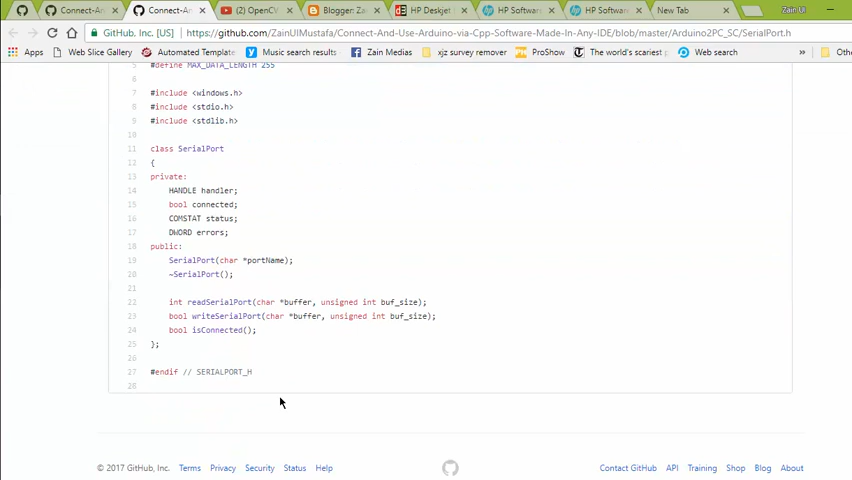 Connect-An
Connect-An
(2) OpenCV
Blogger: Zai
HP Deskjet
HP Software
HP Software
New Tab
Zain Ul
GitHub, Inc. [US]
https://github.com/ZainUlMustafa/Connect-And-Use-Arduino-via-Cpp-Software-Made-In-Any-IDE/blob/master/Arduino2PC_SC/SerialPort.h
Apps
Web Slice Gallery
Automated Template
Music search results
Zain Medias
xjz survey remover
ProShow
The world's scariest
Web search
Other
5 #define MAX_DATA_LENGTH 255
6
7 #include <windows.h>
8 #include <stdio.h>
9 #include <stdlib.h>
10
11 class SerialPort
12 {
13 private:
14 HANDLE handler;
15 bool connected;
16 COMSTAT status;
17 DWORD errors;
18 public:
19 SerialPort(char *portName);
20 ~SerialPort();
21
22 int readSerialPort(char *buffer, unsigned int buf_size);
23 bool writeSerialPort(char *buffer, unsigned int buf_size);
24 bool isConnected();
25 };
26
27 #endif // SERIALPORT_H
28
© 2017 GitHub, Inc. Terms Privacy Security Status Help
Contact GitHub API Training Shop Blog About